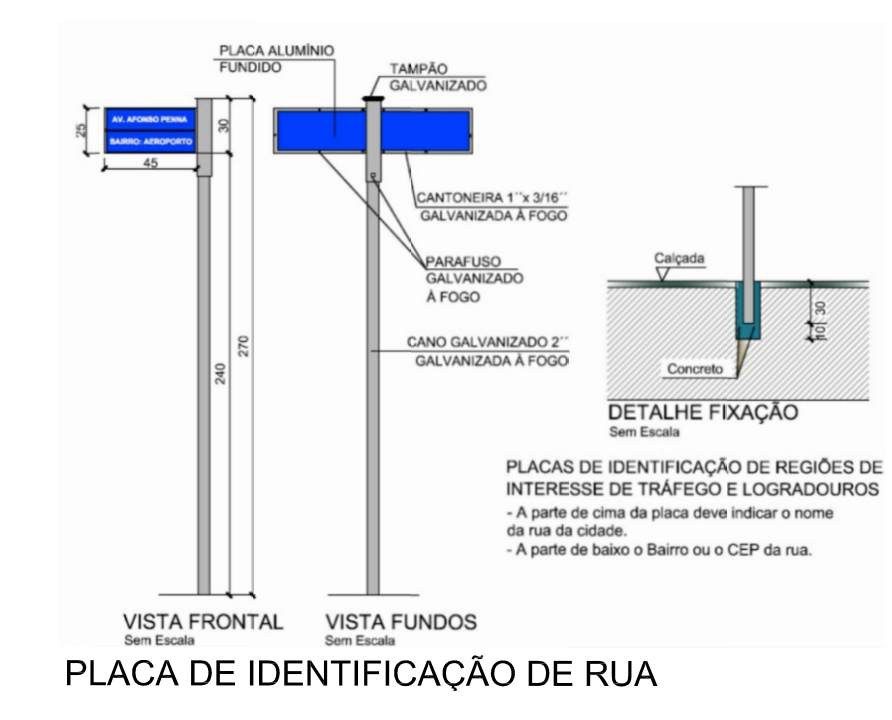 PLACA ALUMÍNIO
FUNDIDO
TAMPÃO
GALVANIZADO
AV. AFONSO PENNA
BAIRRO: AEROPORTO
25
45
30
240
270
CANTONEIRA 1´´x 3/16´´
GALVANIZADA À FOGO
PARAFUSO
GALVANIZADO
À FOGO
CANO GALVANIZADO 2´´
GALVANIZADA À FOGO
Calçada
30
10
Concreto
DETALHE FIXAÇÃO
Sem Escala
PLACAS DE IDENTIFICAÇÃO DE REGIÕES DE
INTERESSE DE TRÁFEGO E LOGRADOUROS
- A parte de cima da placa deve indicar o nome
da rua da cidade.
- A parte de baixo o Bairro ou o CEP da rua.
VISTA FRONTAL
Sem Escala
VISTA FUNDOS
Sem Escala
PLACA DE IDENTIFICAÇÃO DE RUA